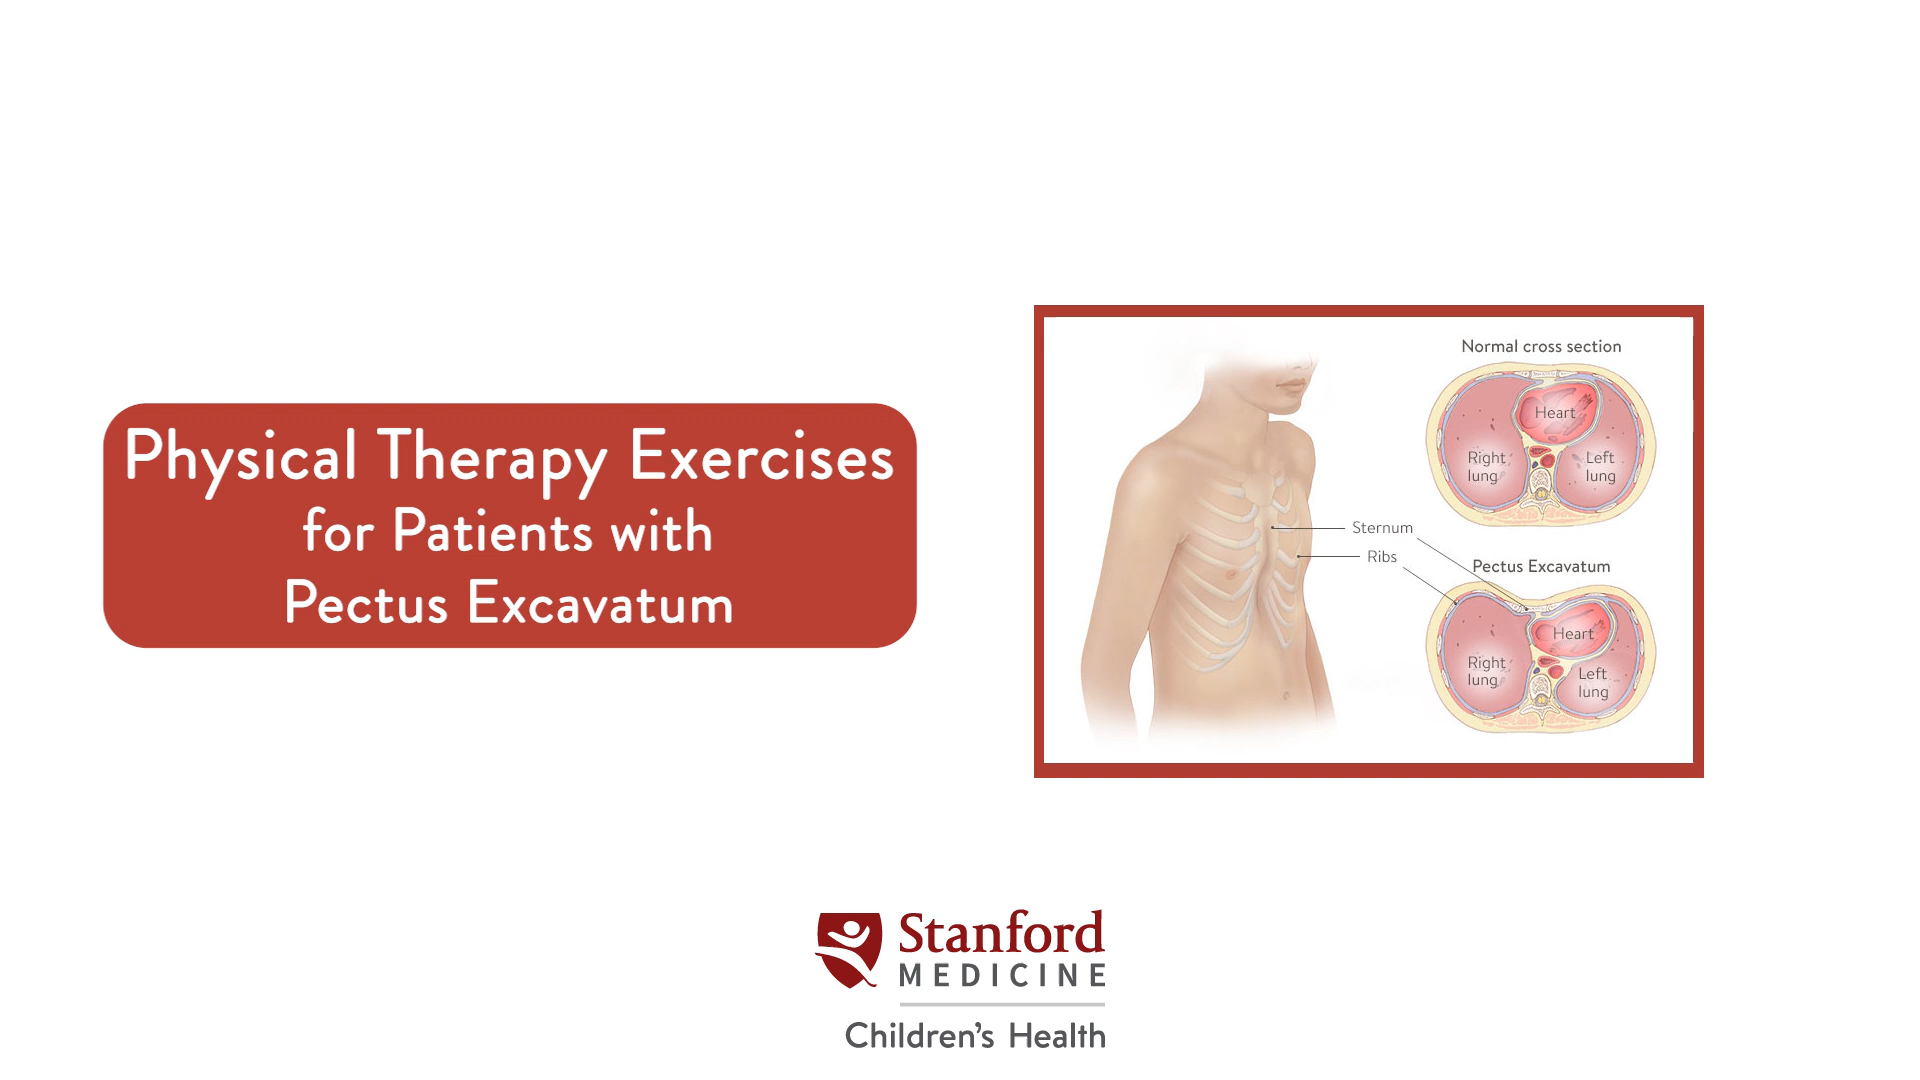 Physical Therapy Exercises
for Patients with
Pectus Excavatum
Normal cross section
Heart
Right
lung
Left
lung
Sternum
Ribs
Pectus Excavatum
Heart
Right
lung
Left
lung
Stanford
MEDICINE
Children's Health